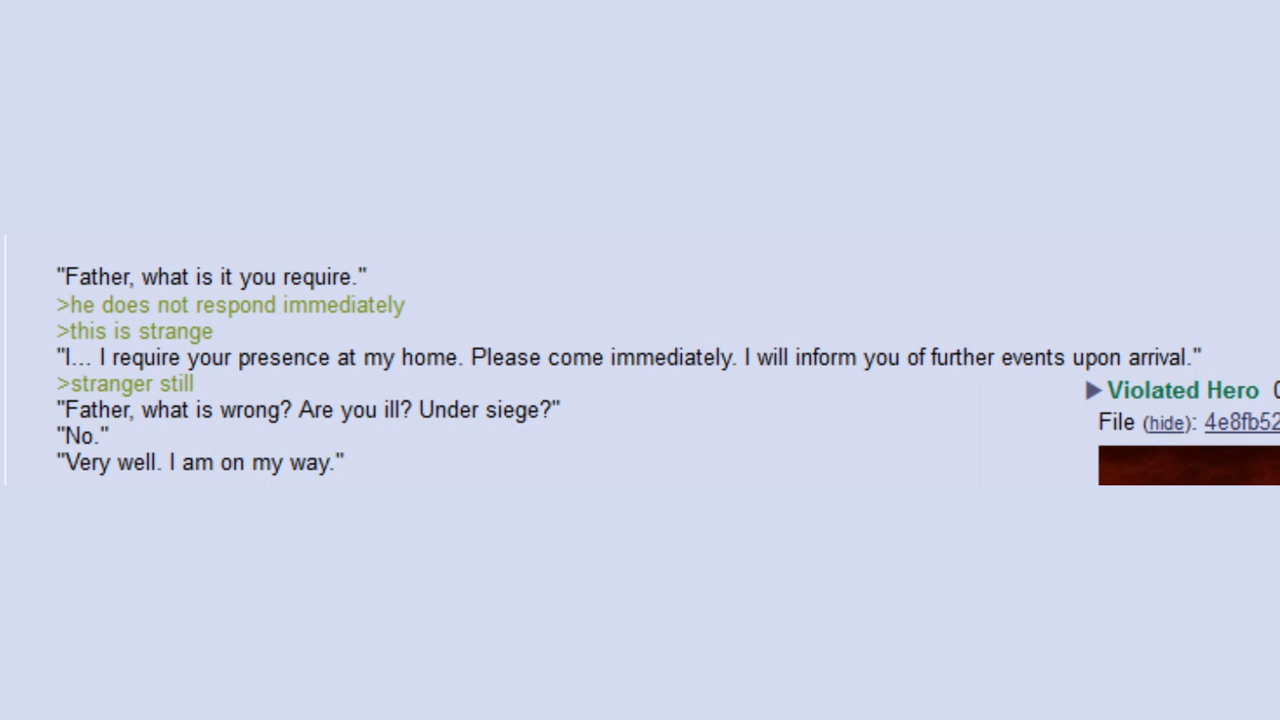 "Father, what is it you require."
>he does not respond immediately
>this is strange
"I... I require your presence at my home. Please come immediately. I will inform you of further events upon arrival."
>stranger still
"Father, what is wrong? Are you ill? Under siege?"
"No."
"Very well. I am on my way."
▶ Violated Hero 0
File (hide): 4e8fb52